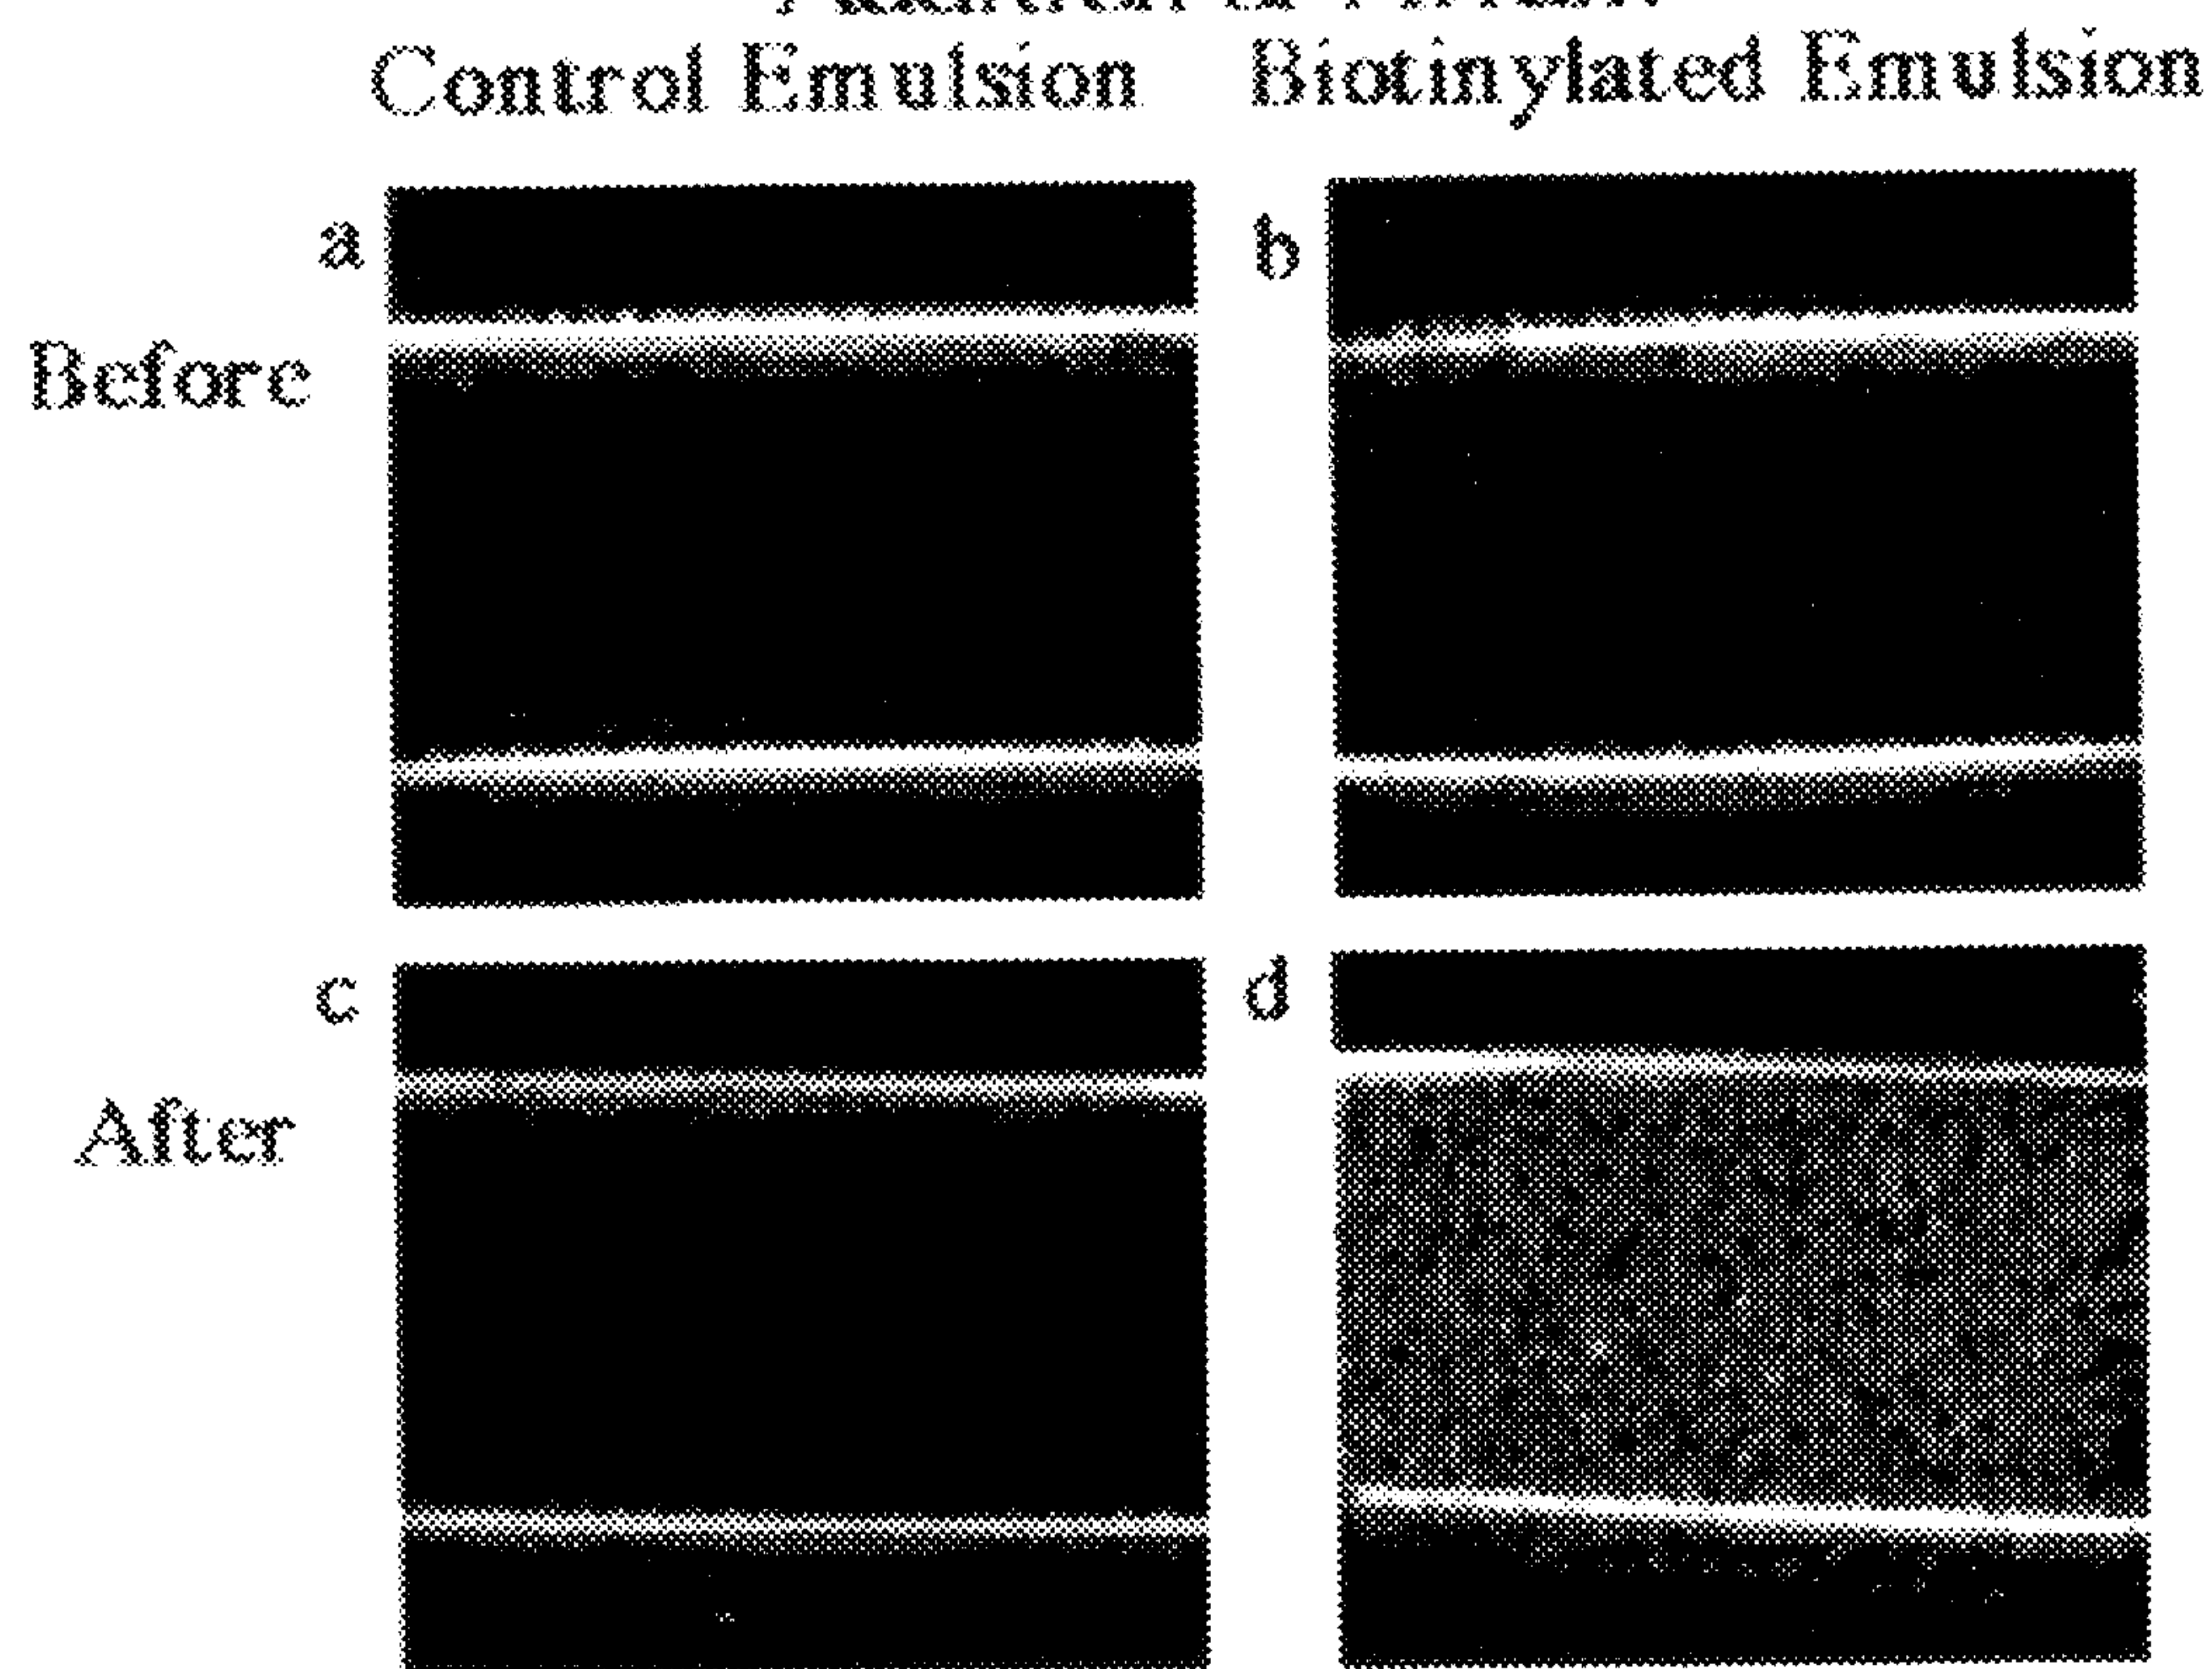 Control Emulsion Biotinylated Emulsion
a b
Before
c d
After